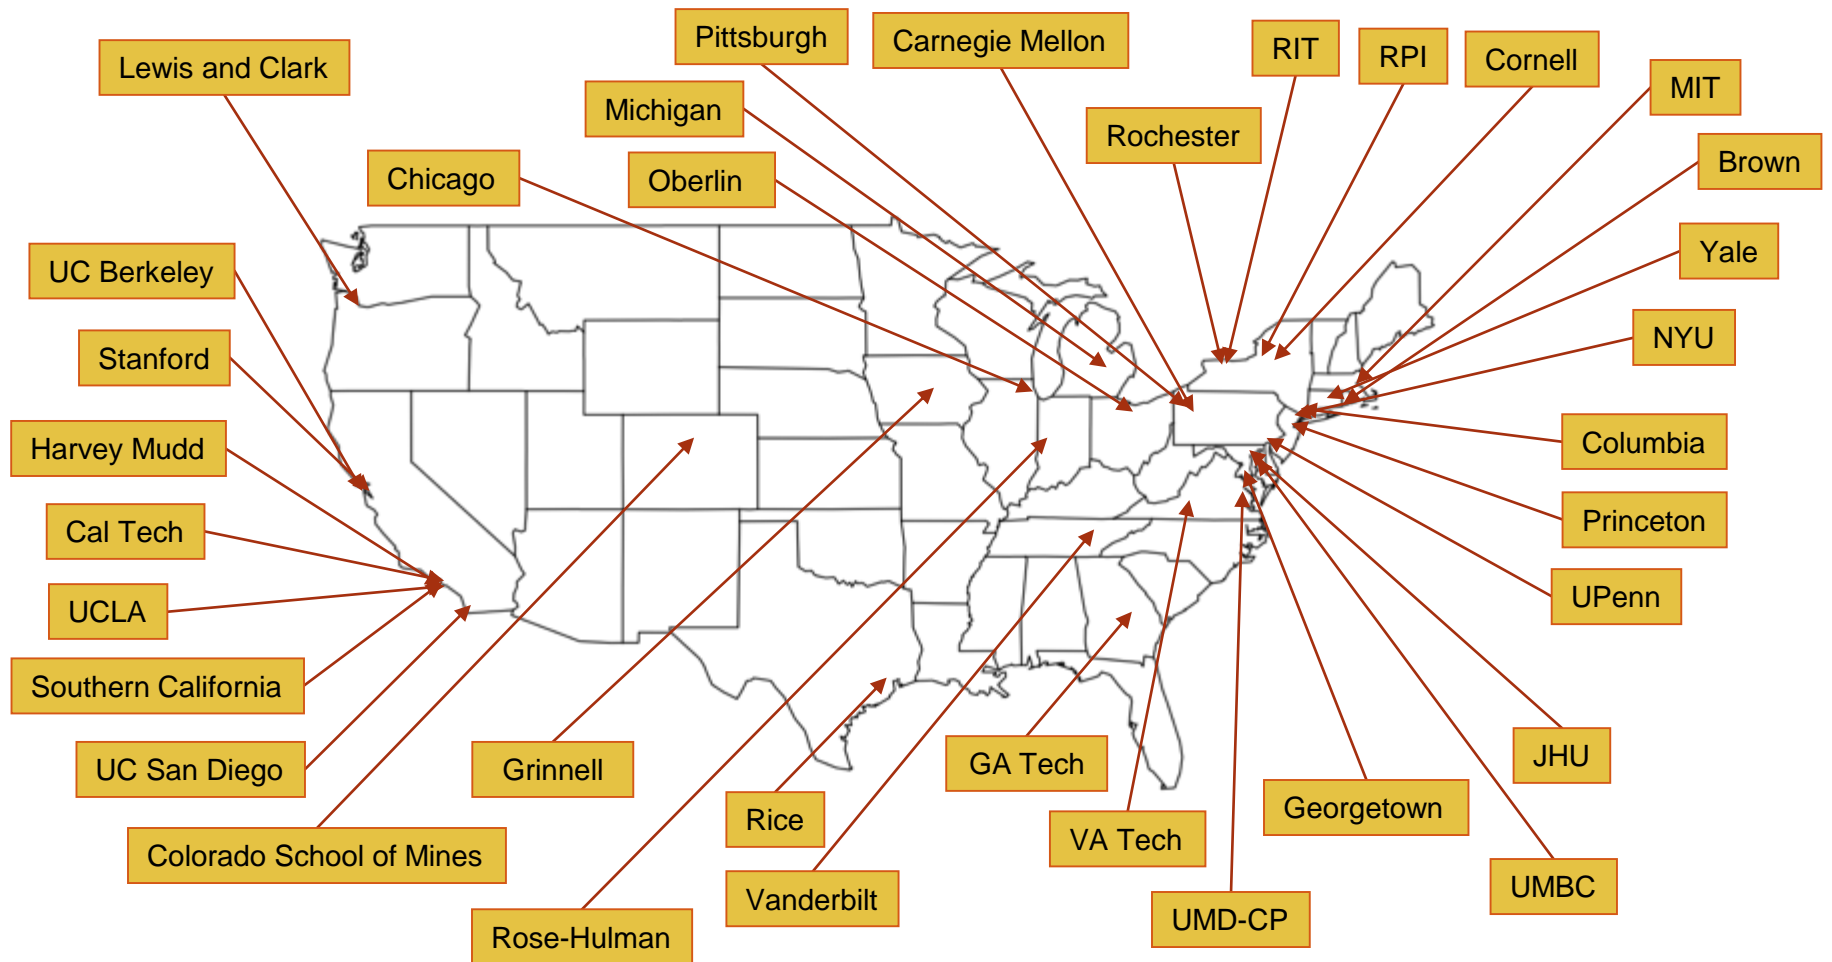 Pittsburgh
Carnegie Mellon
RIT
RPI
Cornell
Lewis and Clark
MIT
Michigan
Rochester
Brown
Chicago
Oberlin
Yale
UC Berkeley
NYU
Stanford
Columbia
Harvey Mudd
Princeton
Cal Tech
UPenn
UCLA
Southern California
JHU
UC San Diego
Grinnell
GA Tech
Georgetown
Rice
VA Tech
Colorado School of Mines
UMBC
Vanderbilt
UMD-CP
Rose-Hulman